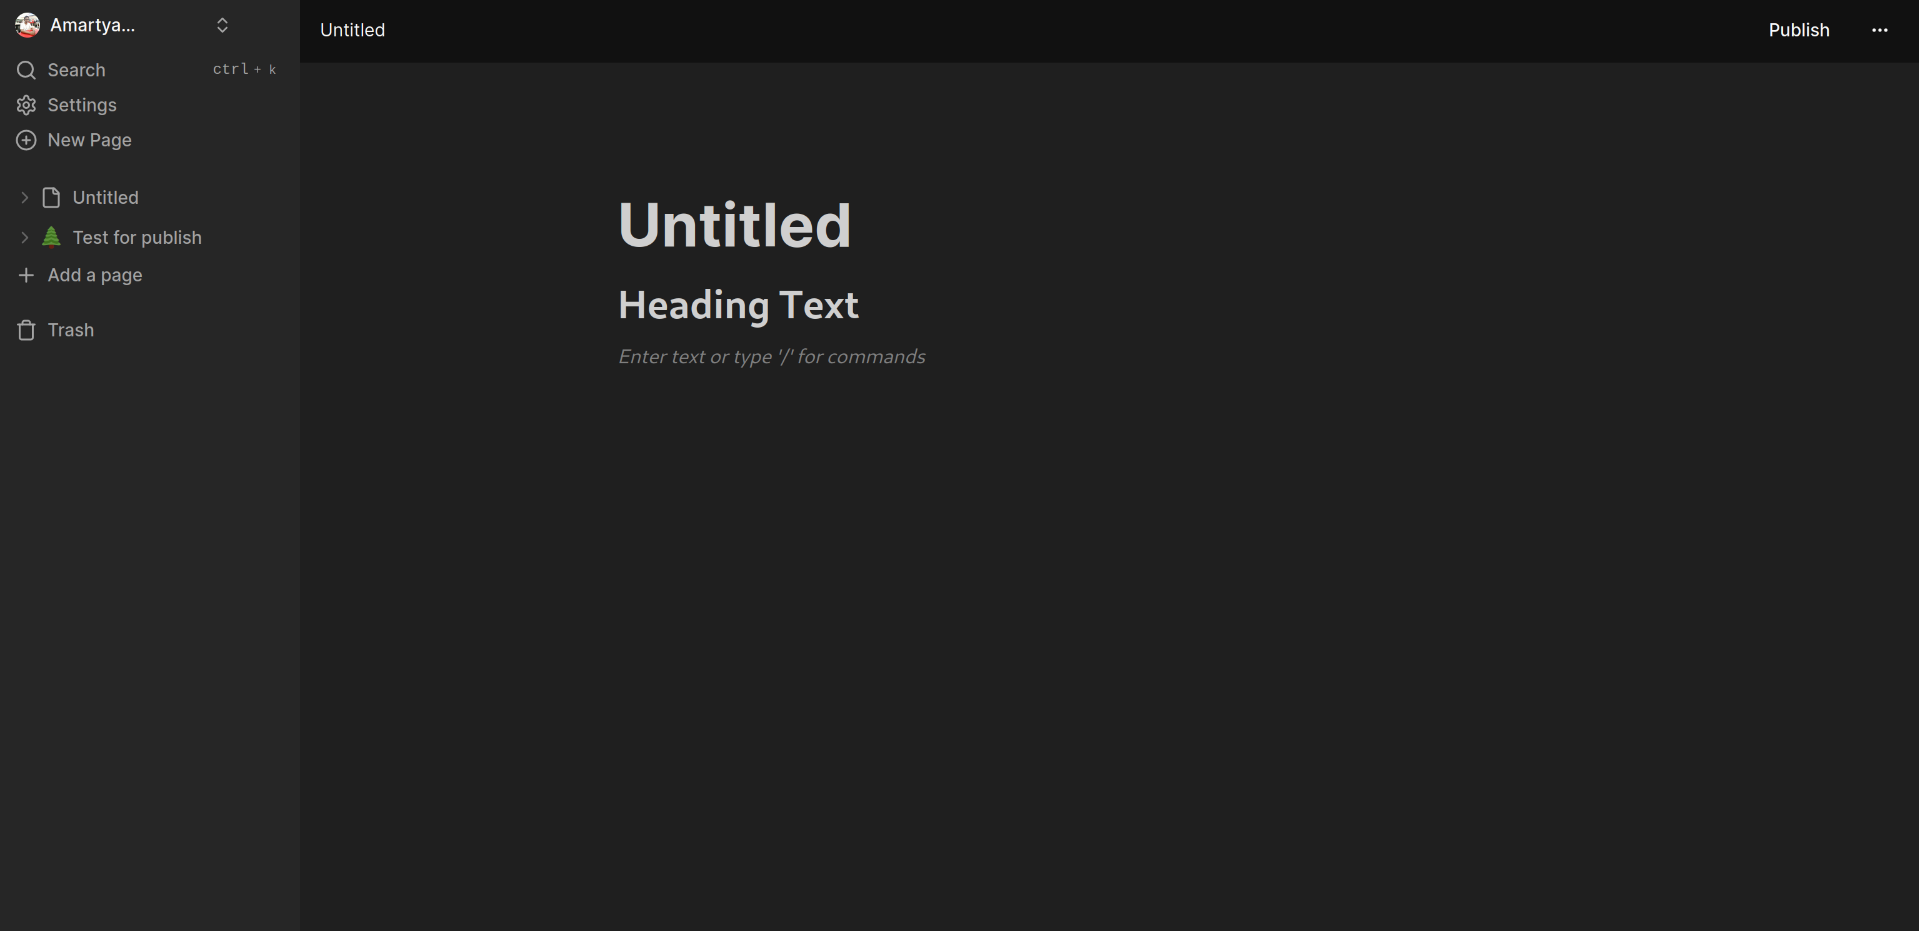 Amartya...
Search ctrl + k
Settings
New Page
Untitled
Test for publish
Add a page
Trash
Untitled
Publish
Untitled
Heading Text
Enter text or type '/' for commands